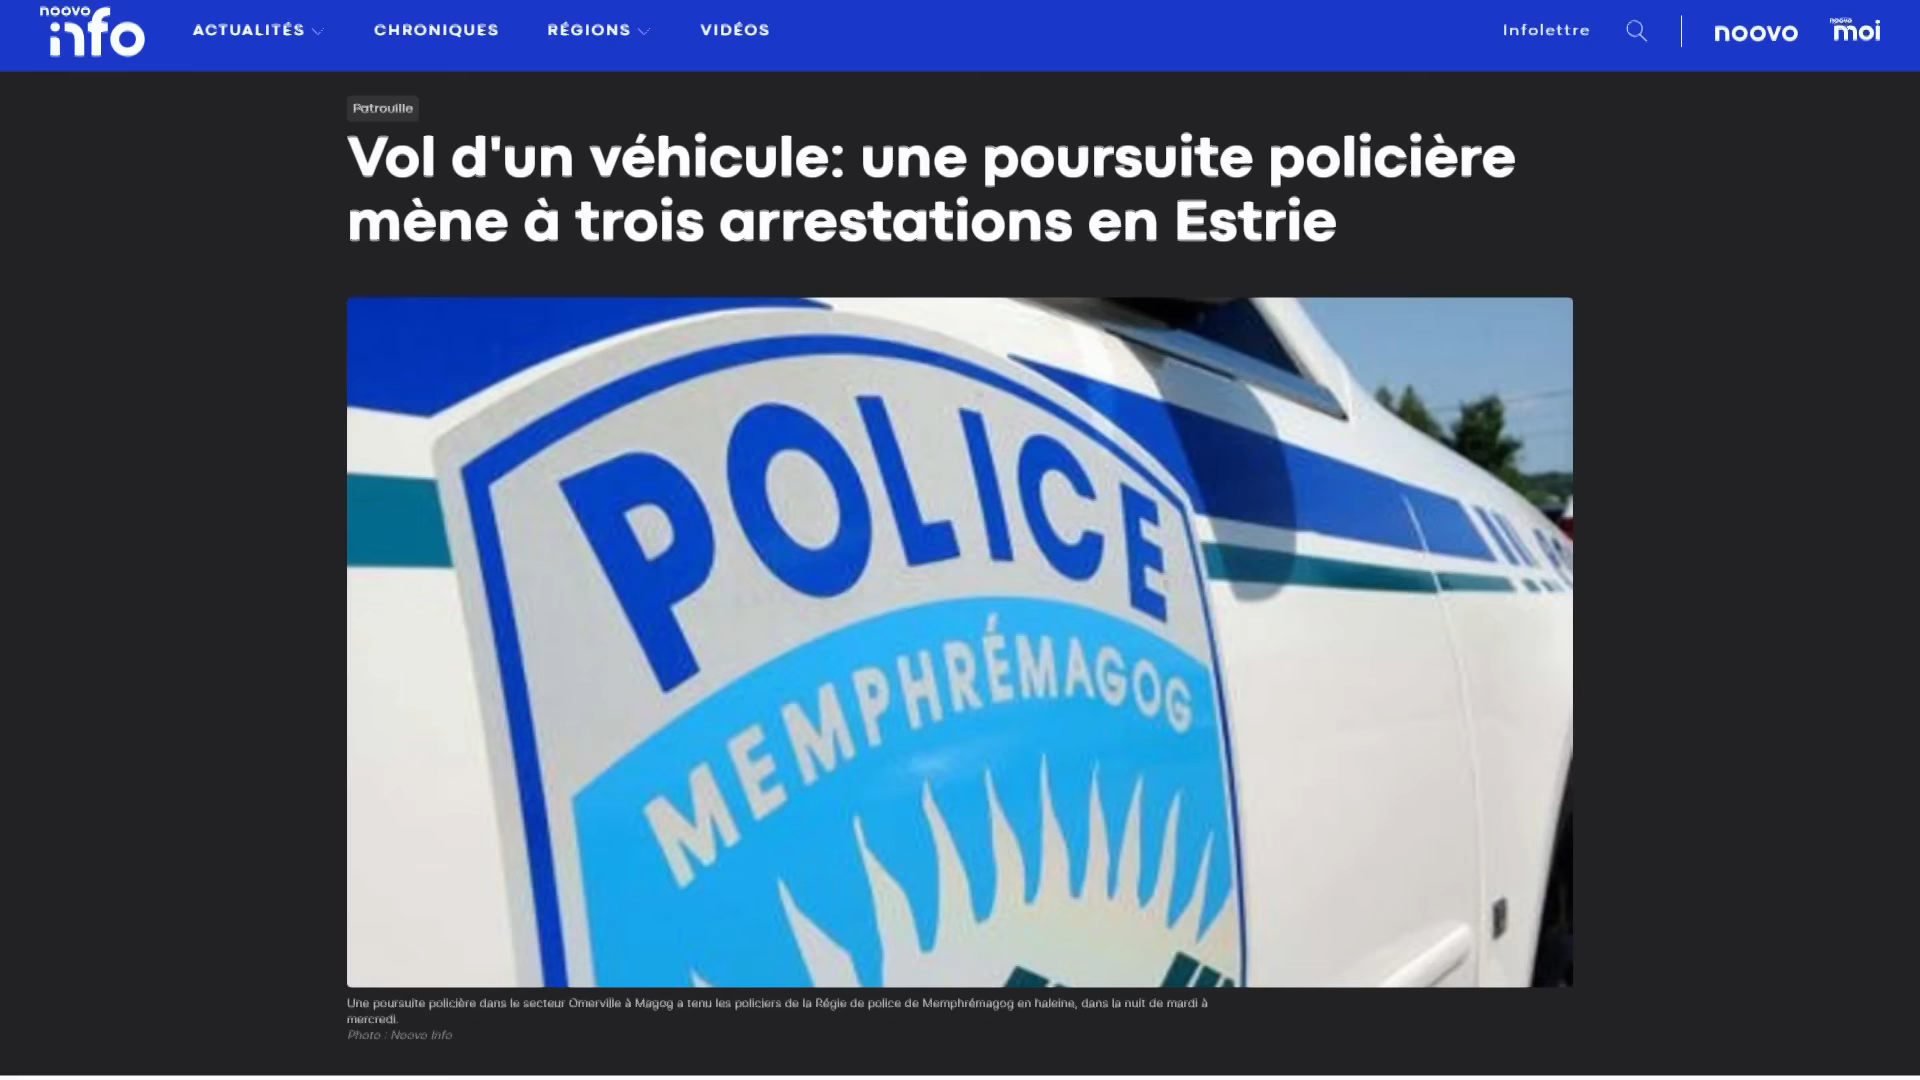 noovo
info
ACTUALITÉS
CHRONIQUES
RÉGIONS
VIDÉOS
Infolettre
noovo
noovo
moi
Patrouille
Vol d'un véhicule: une poursuite policière
mène à trois arrestations en Estrie
POLICE
MEMPHRÉMAGOG
Une poursuite policière dans le secteur Omerville à Magog a tenu les policiers de la Régie de police de Memphrémagog en haleine, dans la nuit de mardi à
mercredi.
Photo : Noovo Info